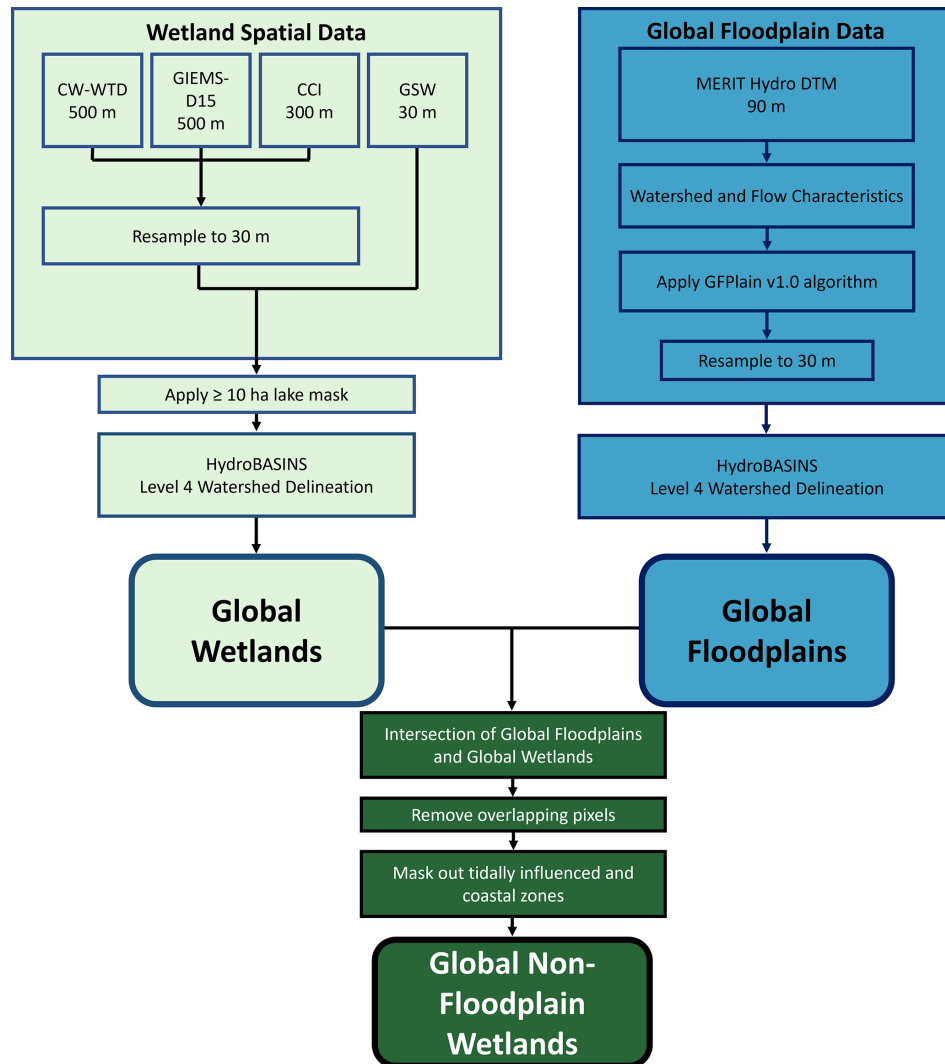 Wetland Spatial Data
CW-WTD
500 m
GIEMS-
D15
500 m
CCI
300 m
GSW
30 m
Resample to 30 m
Apply ≥ 10 ha lake mask
HydroBASINS
Level 4 Watershed Delineation
Global
Wetlands
Global Floodplain Data
MERIT Hydro DTM
90 m
Watershed and Flow Characteristics
Apply GFPlain v1.0 algorithm
Resample to 30 m
HydroBASINS
Level 4 Watershed Delineation
Global
Floodplains
Intersection of Global Floodplains
and Global Wetlands
Remove overlapping pixels
Mask out tidally influenced and
coastal zones
Global Non-
Floodplain
Wetlands